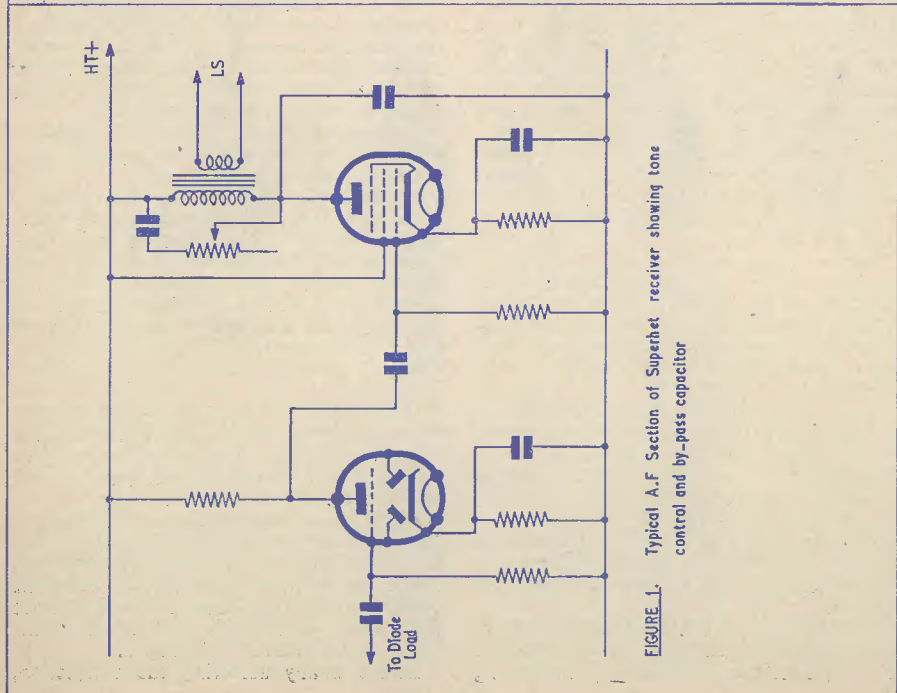 HT+
LS
To Diode
Load
FIGURE 1. Typical A.F Section of Superhet receiver showing tone
control and by-pass capacitor